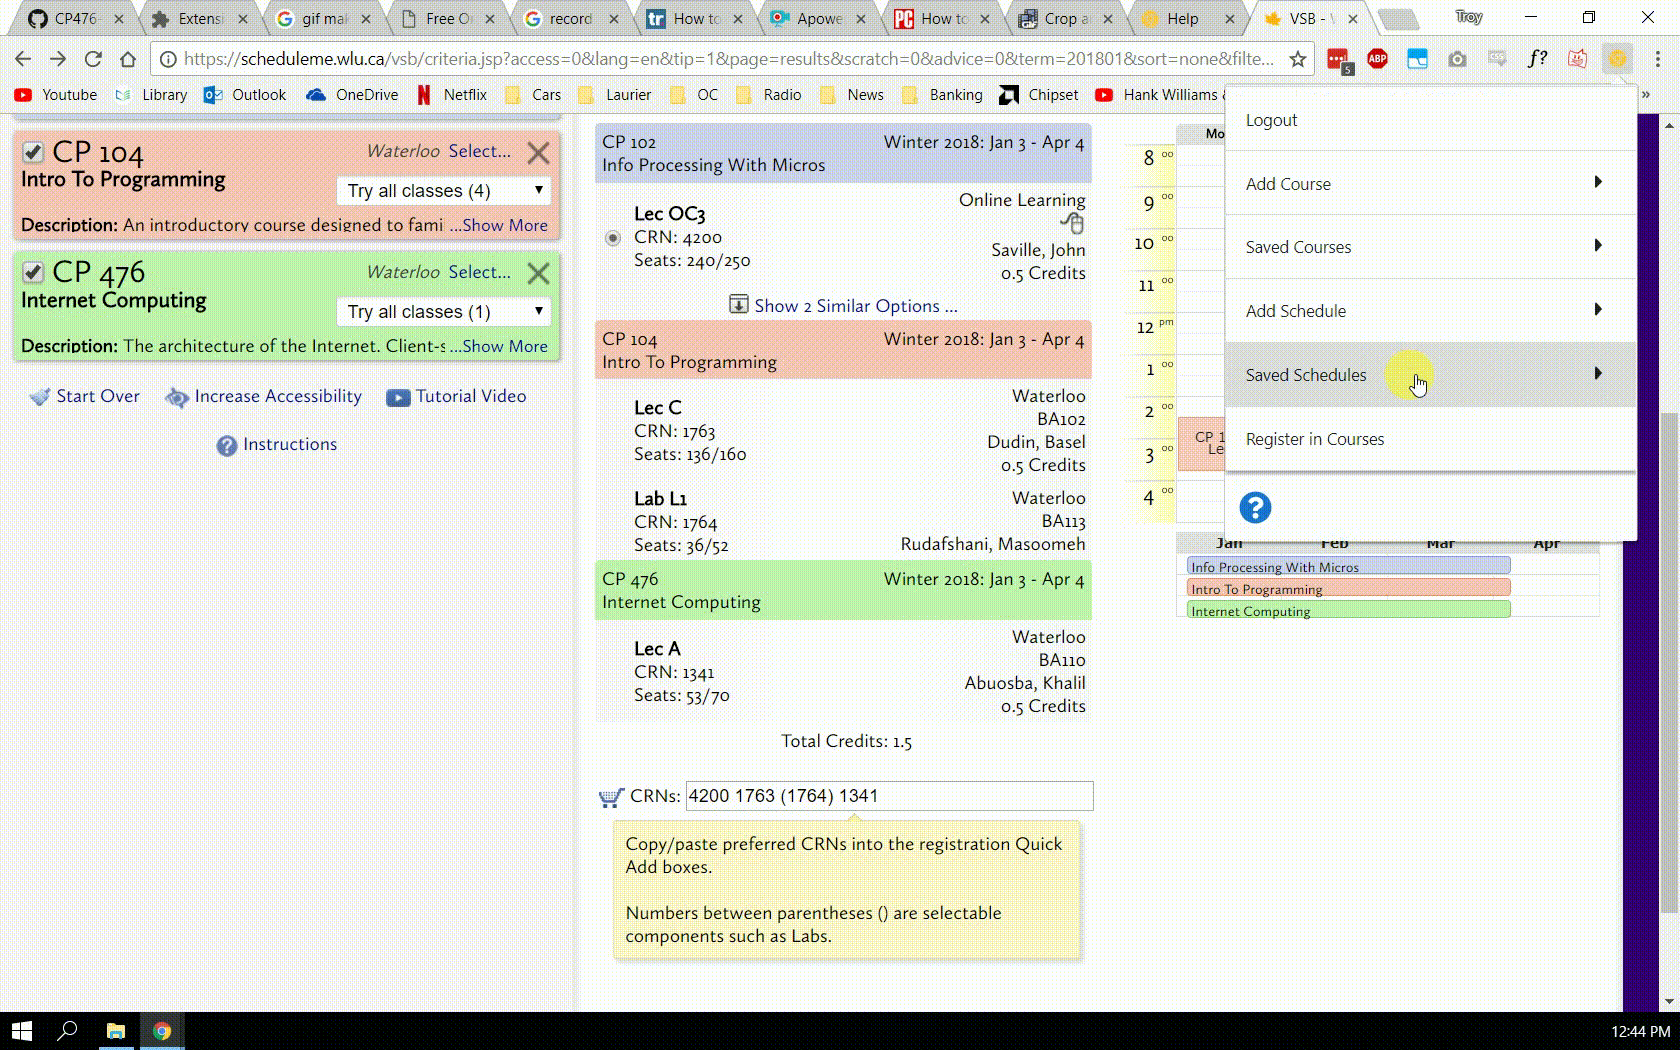 CP476-
Extensi
gif mak
Free O
record
How to
Apowe
How to
Crop a
Help
VSB -
Troy
https://scheduleme.wlu.ca/vsb/criteria.jsp?access=0&lang=en&tip=1&page=results&scratch=0&advice=0&term=201801&sort=none&filte...
5
ABP
f?
Youtube
Library
Outlook
OneDrive
Netflix
Cars
Laurier
OC
Radio
News
Banking
Chipset
Hank Williams &
»
CP 104
Waterloo Select...
Intro To Programming
Try all classes (4)
Description: An introductory course designed to fami ...Show More
CP 476
Waterloo Select...
Internet Computing
Try all classes (1)
Description: The architecture of the Internet. Client-s ...Show More
Start Over
Increase Accessibility
Tutorial Video
Instructions
CP 102
Winter 2018: Jan 3 - Apr 4
Info Processing With Micros
Lec OC3
CRN: 4200
Seats: 240/250
Online Learning
Saville, John
0.5 Credits
Show 2 Similar Options ...
CP 104
Winter 2018: Jan 3 - Apr 4
Intro To Programming
Lec C
CRN: 1763
Seats: 136/160
Waterloo
BA102
Dudin, Basel
0.5 Credits
Lab L1
CRN: 1764
Seats: 36/52
Waterloo
BA113
Rudafshani, Masoomeh
CP 476
Winter 2018: Jan 3 - Apr 4
Internet Computing
Lec A
CRN: 1341
Seats: 53/70
Waterloo
BA110
Abuosba, Khalil
0.5 Credits
Total Credits: 1.5
CRNs: 4200 1763 (1764) 1341
Copy/paste preferred CRNs into the registration Quick
Add boxes.
Numbers between parentheses () are selectable
components such as Labs.
Mo
8 00
9 00
10 00
11 00
12 pm
1 00
2 00
3 00
4 00
CP 1
Le
Logout
Add Course
Saved Courses
Add Schedule
Saved Schedules
Register in Courses
Jan Feb Mar Apr
Info Processing With Micros
Intro To Programming
Internet Computing
12:44 PM